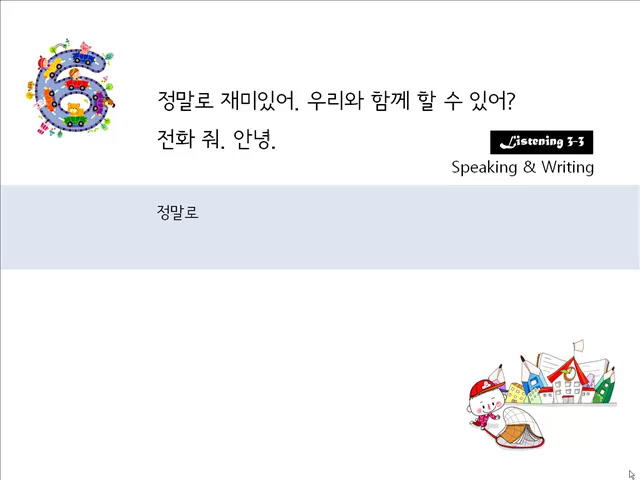 6
정말로 재미있어. 우리와 함께 할 수 있어?
전화 줘. 안녕.
Listening 3-3
Speaking & Writing
정말로